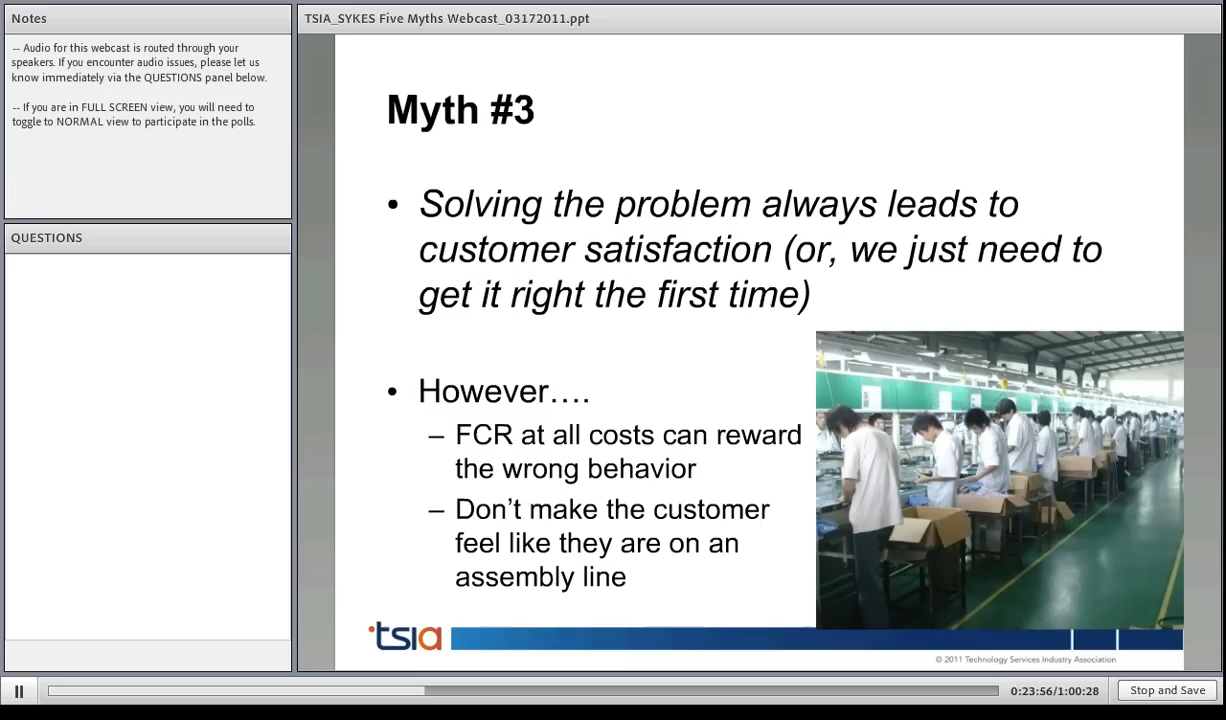 Notes
-- Audio for this webcast is routed through your
speakers. If you encounter audio issues, please let us
know immediately via the QUESTIONS panel below.
-- If you are in FULL SCREEN view, you will need to
toggle to NORMAL view to participate in the polls.
QUESTIONS
TSIA_SYKES Five Myths Webcast_03172011.ppt
Myth #3
• Solving the problem always leads to
customer satisfaction (or, we just need to
get it right the first time)
• However….
– FCR at all costs can reward
the wrong behavior
– Don’t make the customer
feel like they are on an
assembly line
tsia
© 2011 Technology Services Industry Association
0:23:56/1:00:28
Stop and Save